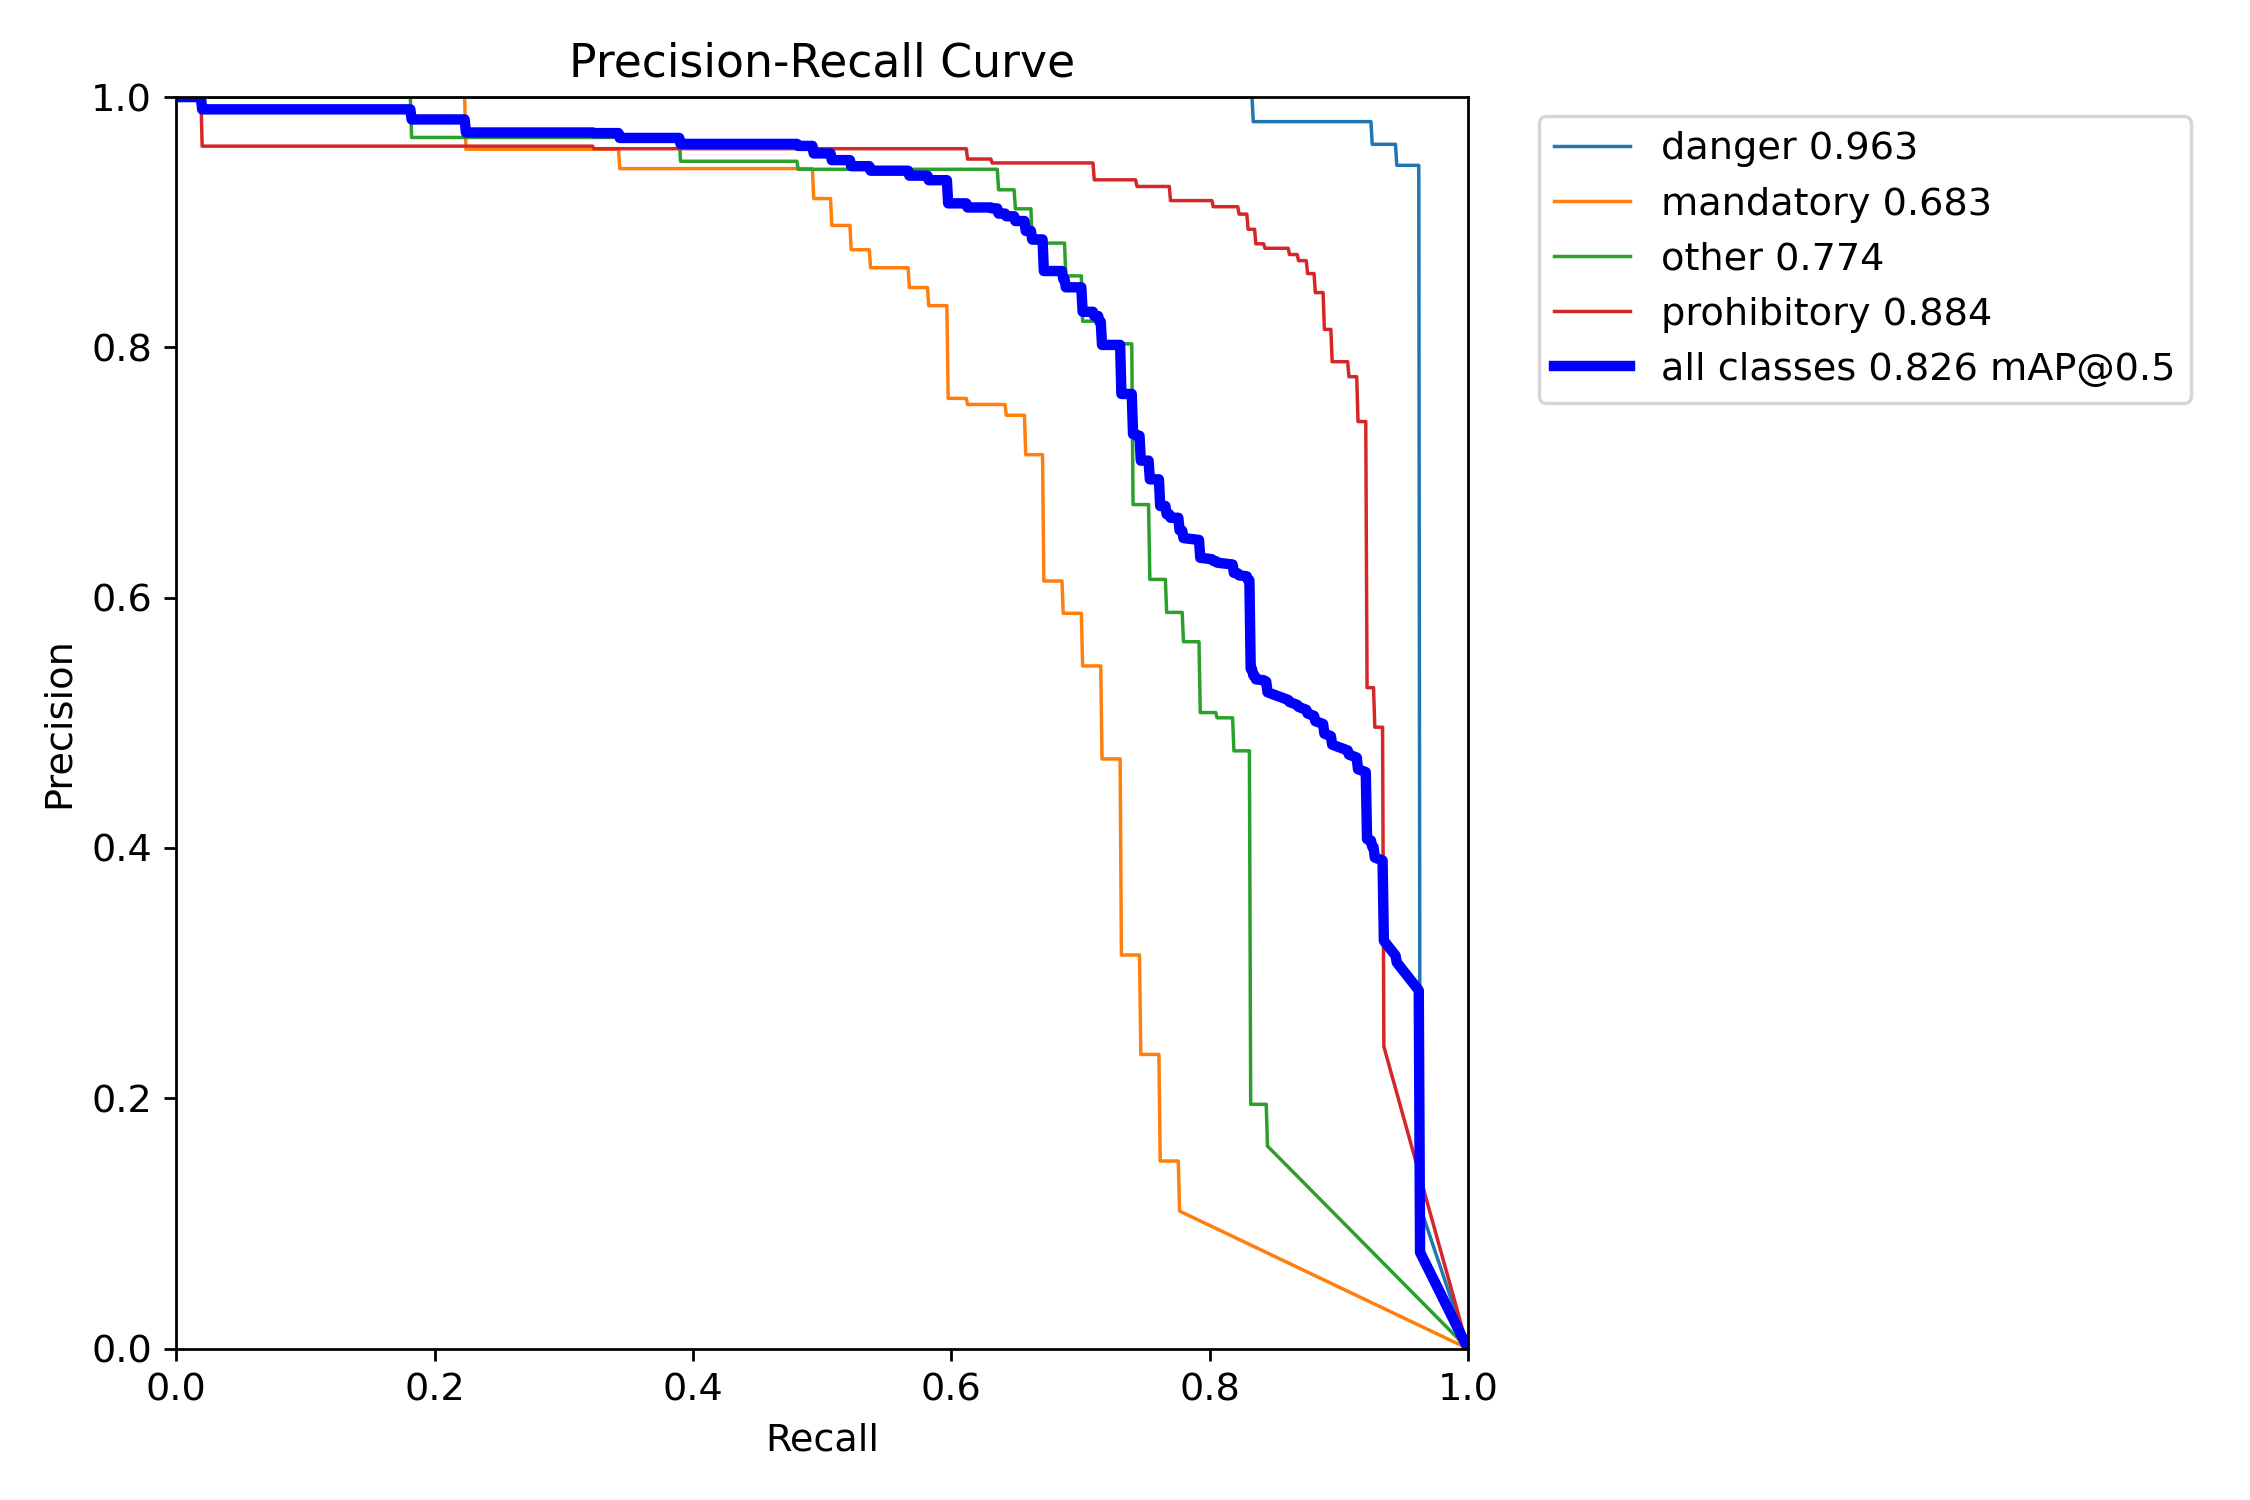 Precision-Recall Curve
1.0
0.8
0.6
0.4
0.2
0.0
Precision
0.0 0.2 0.4 0.6 0.8 1.0
Recall
danger 0.963
mandatory 0.683
other 0.774
prohibitory 0.884
all classes 0.826 mAP@0.5